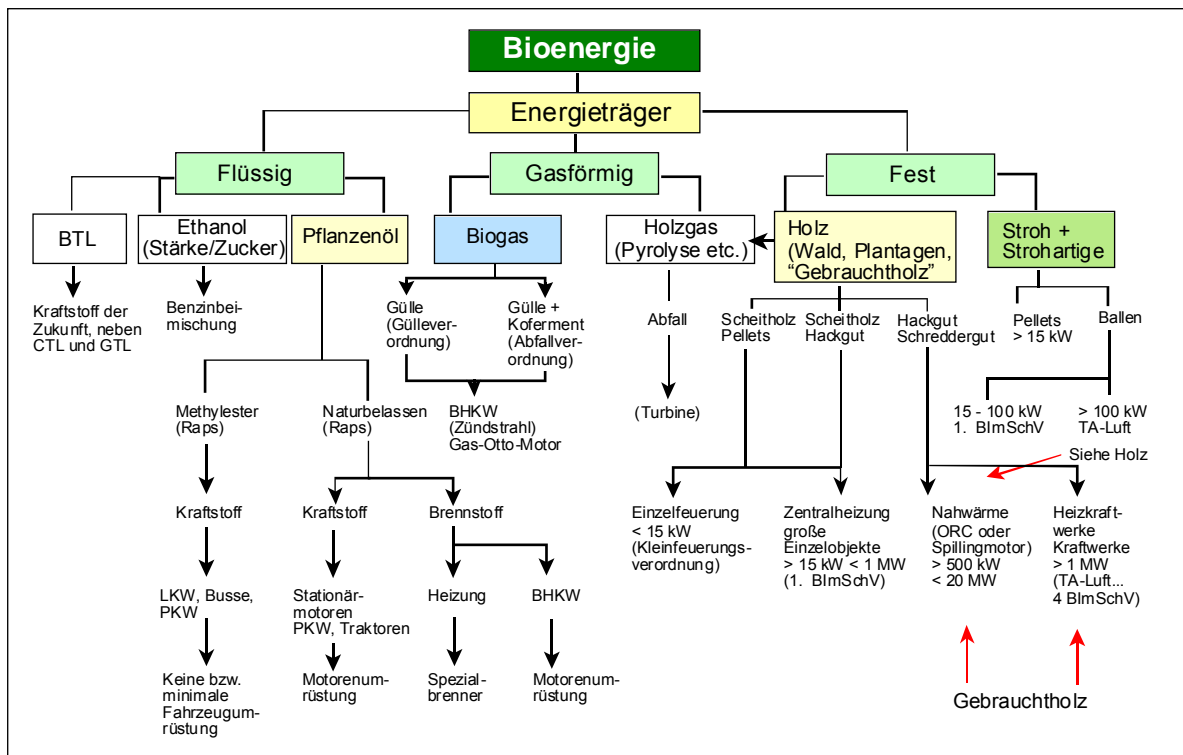 Bioenergie
Energieträger
Flüssig
Gasförmig
Fest
BTL
Ethanol
(Stärke/Zucker)
Pflanzenöl
Biogas
Holzgas
(Pyrolyse etc.)
Holz
(Wald, Plantagen,
“Gebrauchtholz”
Stroh +
Strohartige
Kraftstoff der
Zukunft, neben
CTL und GTL
Benzinbei-
mischung
Gülle
(Güllever-
ordnung)
Gülle +
Koferment
(Abfallver-
ordnung)
Abfall
Scheitholz
Pellets
Scheitholz
Hackgut
Hackgut
Schreddergut
Pellets
> 15 kW
Ballen
Methylester
(Raps)
Naturbelassen
(Raps)
BHKW
(Zündstrahl)
Gas-Otto-Motor
(Turbine)
15 - 100 kW
1. BImSchV
> 100 kW
TA-Luft
Siehe Holz
Kraftstoff
Kraftstoff
Brennstoff
Einzelfeuerung
< 15 kW
(Kleinfeuerungs-
verordnung)
Zentralheizung
große
Einzelobjekte
> 15 kW < 1 MW
(1. BImSchV)
Nahwärme
(ORC oder
Spillingmotor)
> 500 kW
< 20 MW
Heizkraft-
werke
Kraftwerke
> 1 MW
(TA-Luft...
4 BImSchV)
LKW, Busse,
PKW
Stationär-
motoren
PKW, Traktoren
Heizung
BHKW
Keine bzw.
minimale
Fahrzeugum-
rüstung
Motorenum-
rüstung
Spezial-
brenner
Motorenum-
rüstung
Gebrauchtholz